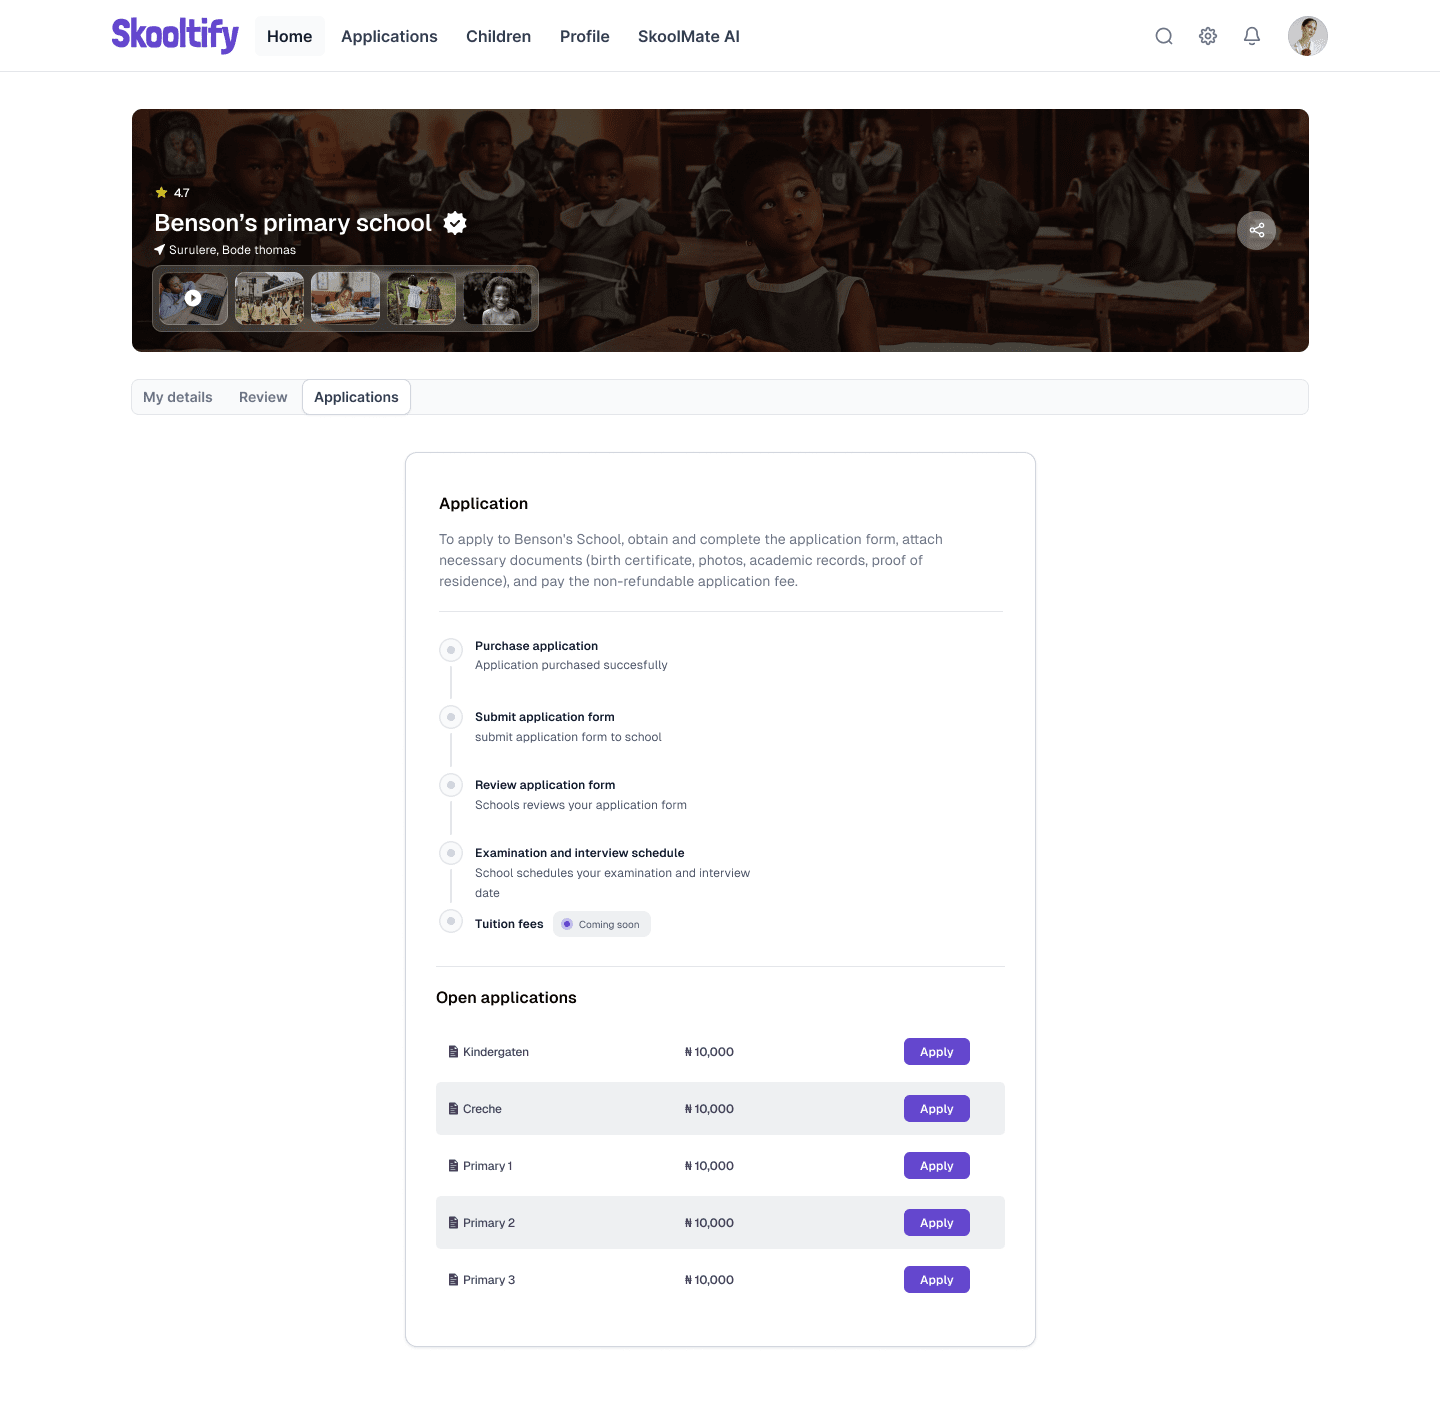 Skooltify
Home
Applications
Children
Profile
SkoolMate AI
4.7
Benson’s primary school
Surulere, Bode thomas
My details
Review
Applications
Application
To apply to Benson's School, obtain and complete the application form, attach
necessary documents (birth certificate, photos, academic records, proof of
residence), and pay the non-refundable application fee.
Purchase application
Application purchased succesfully
Submit application form
submit application form to school
Review application form
Schools reviews your application form
Examination and interview schedule
School schedules your examination and interview
date
Tuition fees
Coming soon
Open applications
Kindergaten
₦ 10,000
Apply
Creche
₦ 10,000
Apply
Primary 1
₦ 10,000
Apply
Primary 2
₦ 10,000
Apply
Primary 3
₦ 10,000
Apply